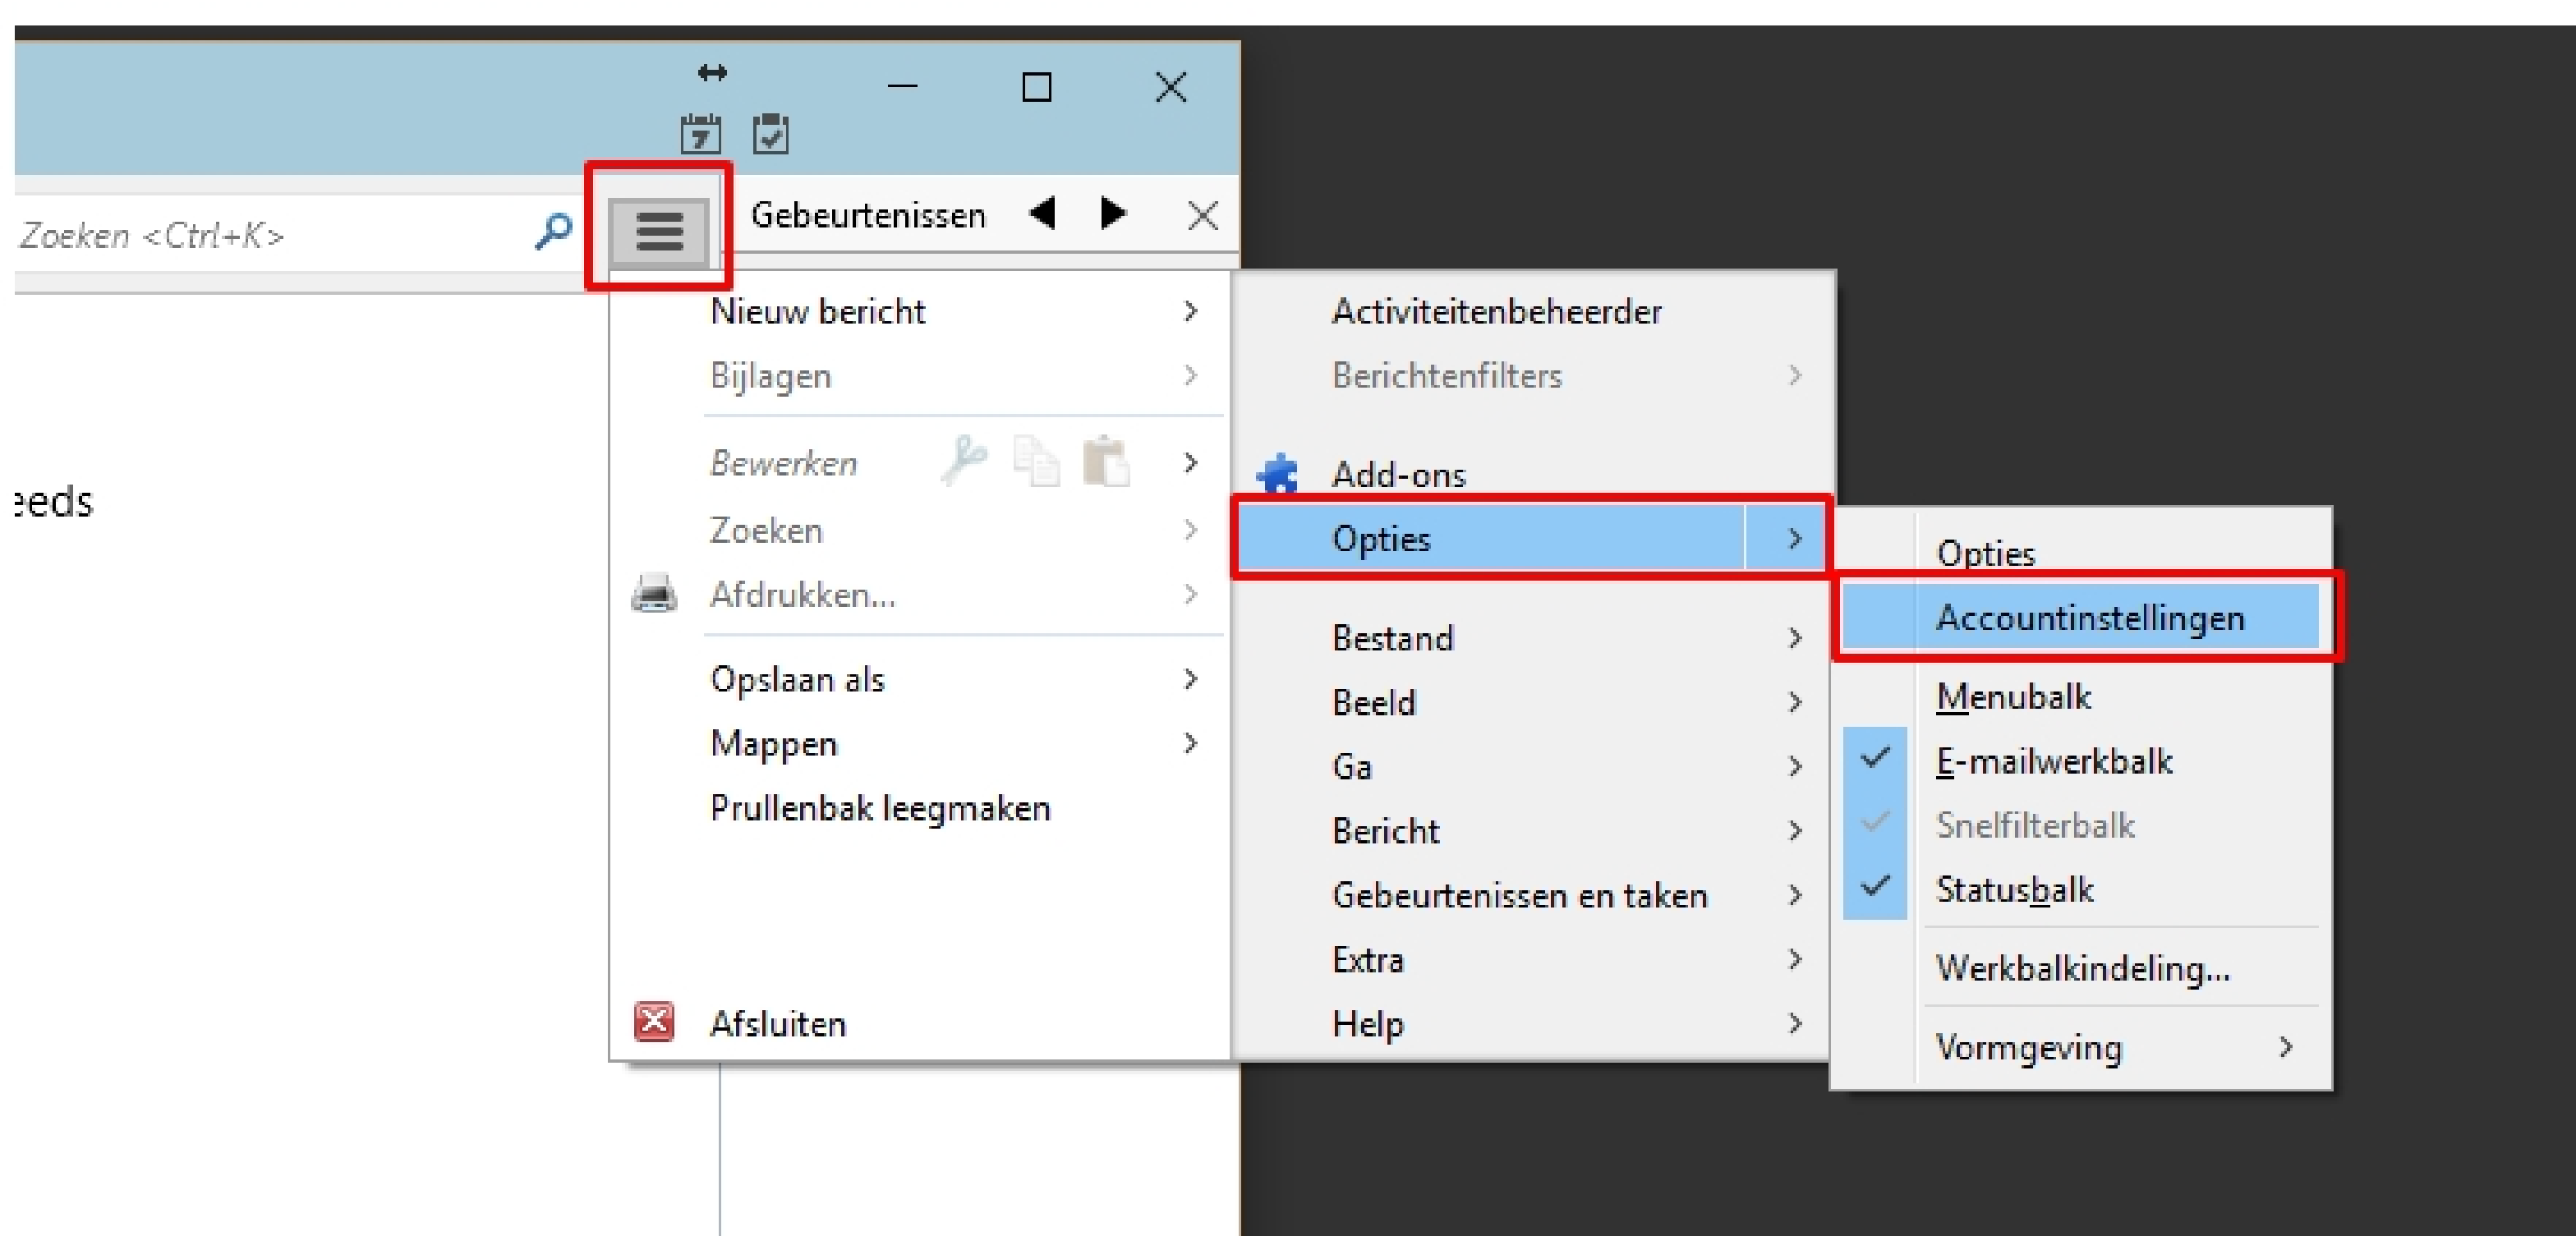 7
Zoeken <Ctrl+K>
Gebeurtenissen
eeds
Nieuw bericht
Bijlagen
Bewerken
Zoeken
Afdrukken...
Opslaan als
Mappen
Prullenbak leegmaken
Afsluiten
Activiteitenbeheerder
Berichtenfilters
Add-ons
Opties
Bestand
Beeld
Ga
Bericht
Gebeurtenissen en taken
Extra
Help
Opties
Accountinstellingen
Menubalk
E-mailwerkbalk
Snelfilterbalk
Statusbalk
Werkbalkindeling...
Vormgeving